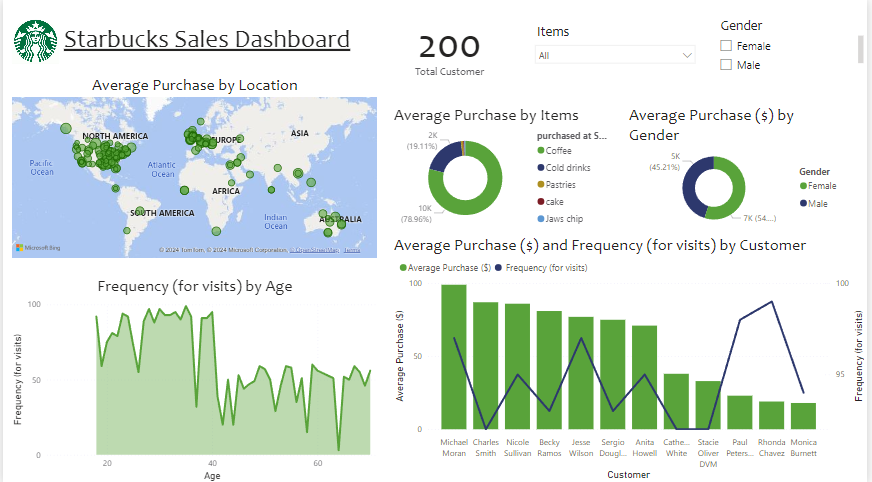 Starbucks Sales Dashboard
200
Total Customer
Items
All
Gender
Female
Male
Average Purchase by Location
NORTH AMERICA
EUROPE
ASIA
Pacific
Ocean
Atlantic
Ocean
AFRICA
SOUTH AMERICA
Indian
Ocean
AUSTRALIA
Microsoft Bing
© 2024 TomTom, © 2024 Microsoft Corporation, © OpenStreetMap Terms
Average Purchase by Items
2K
(19.11%)
10K
(78.96%)
purchased at S...
Coffee
Cold drinks
Pastries
cake
Jaws chip
Average Purchase ($) by
Gender
5K
(45.21%)
7K (54....)
Gender
Female
Male
Frequency (for visits) by Age
Frequency (for visits)
100
50
0
20
40
60
Age
Average Purchase ($) and Frequency (for visits) by Customer
Average Purchase ($)
Frequency (for visits)
Average Purchase ($)
100
50
0
100
95
Frequency (for visits)
Michael
Moran
Charles
Smith
Nicole
Sullivan
Becky
Ramos
Jesse
Wilson
Sergio
Dougl...
Anita
Howell
Cathe...
White
Stacie
Oliver
DVM
Paul
Peters...
Rhonda
Chavez
Monica
Burnett
Customer